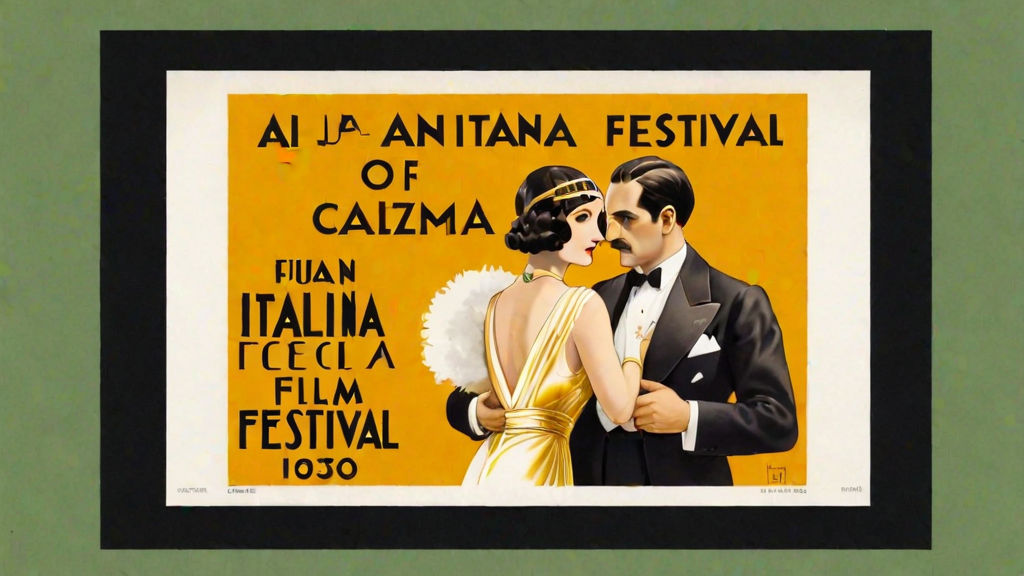 AI JA ANITANA FESTIVAL
OF
CALZMA
FIUAN
ITALINA
FCECLA
FILM
FESTIVAL
1030